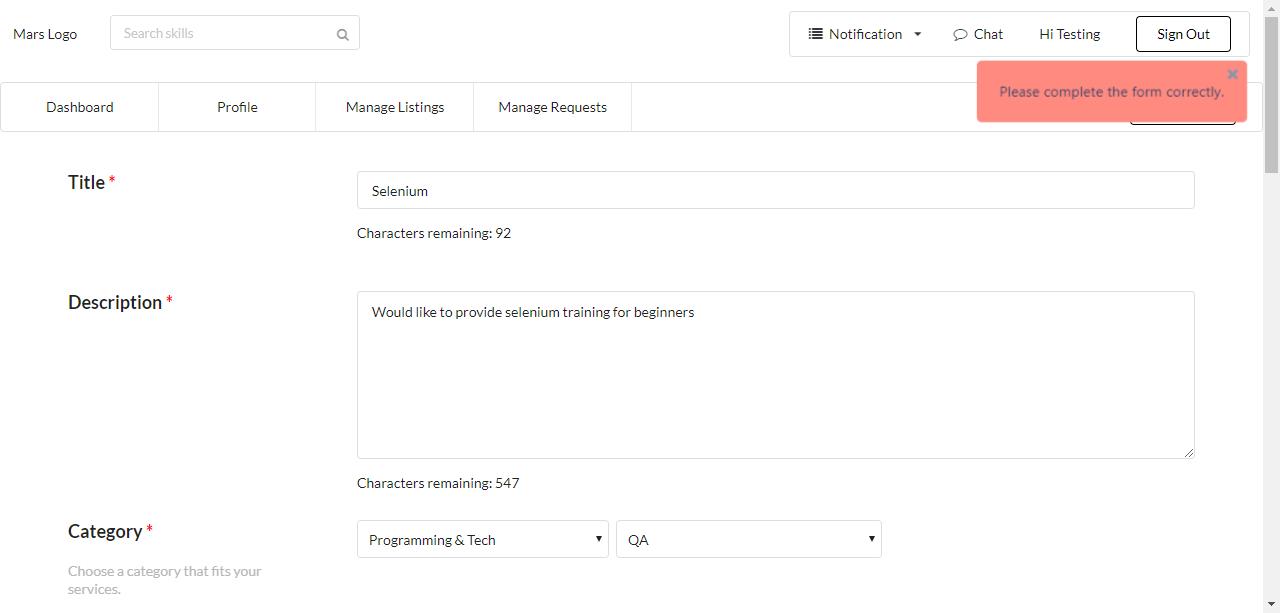 Mars Logo
Search skills
Notification
Chat
Hi Testing
Sign Out
Please complete the form correctly.
Dashboard
Profile
Manage Listings
Manage Requests
Title *
Selenium
Characters remaining: 92
Description *
Would like to provide selenium training for beginners
Characters remaining: 547
Category *
Programming & Tech
QA
Choose a category that fits your
services.